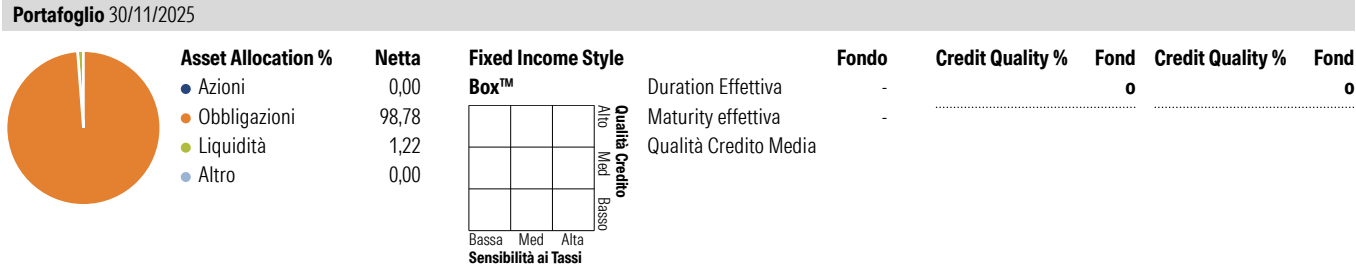 Portafoglio 30/11/2025
Asset Allocation % Netta
Azioni 0,00
Obbligazioni 98,78
Liquidità 1,22
Altro 0,00
Fixed Income Style
Box™
Alto Med Basso
Qualità Credito
Bassa Med Alta
Sensibilità ai Tassi
Fondo
Duration Effettiva -
Maturity effettiva -
Qualità Credito Media
Credit Quality % Fond
o
Credit Quality % Fond
o